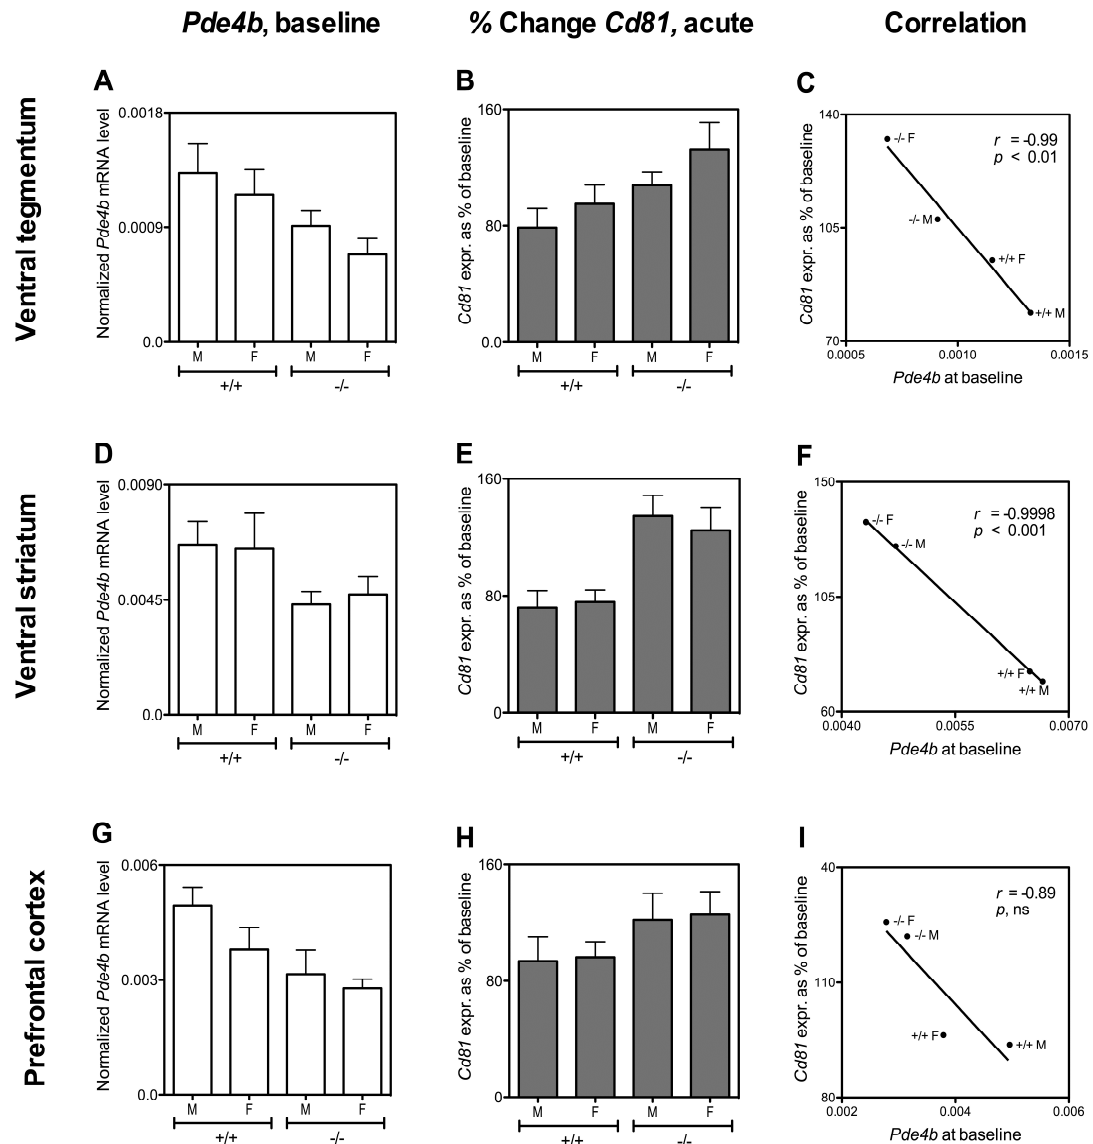 Pde4b, baseline
% Change Cd81, acute
Correlation
Ventral tegmentum
A
Normalized Pde4b mRNA level
0.0018
0.0009
0.0
M F M F
+/+ -/-
B
Cd81 expr. as % of baseline
160
80
0.0
M F M F
+/+ -/-
C
Cd81 expr. as % of baseline
140
105
70
r = -0.99
p < 0.01
-/- F
-/- M
+/+ F
+/+ M
0.0005 0.0010 0.0015
Pde4b at baseline
Ventral striatum
D
Normalized Pde4b mRNA level
0.0090
0.0045
0.0
M F M F
+/+ -/-
E
Cd81 expr. as % of baseline
160
80
0
M F M F
+/+ -/-
F
Cd81 expr. as % of baseline
150
105
60
r = -0.9998
p < 0.001
-/- F
-/- M
+/+ F
+/+ M
0.0040 0.0055 0.0070
Pde4b at baseline
Prefrontal cortex
G
Normalized Pde4b mRNA level
0.006
0.003
0.0
M F M F
+/+ -/-
H
Cd81 expr. as % of baseline
160
80
0
M F M F
+/+ -/-
I
Cd81 expr. as % of baseline
40
110
80
r = -0.89
p, ns
-/- F
-/- M
+/+ F
+/+ M
0.002 0.004 0.006
Pde4b at baseline